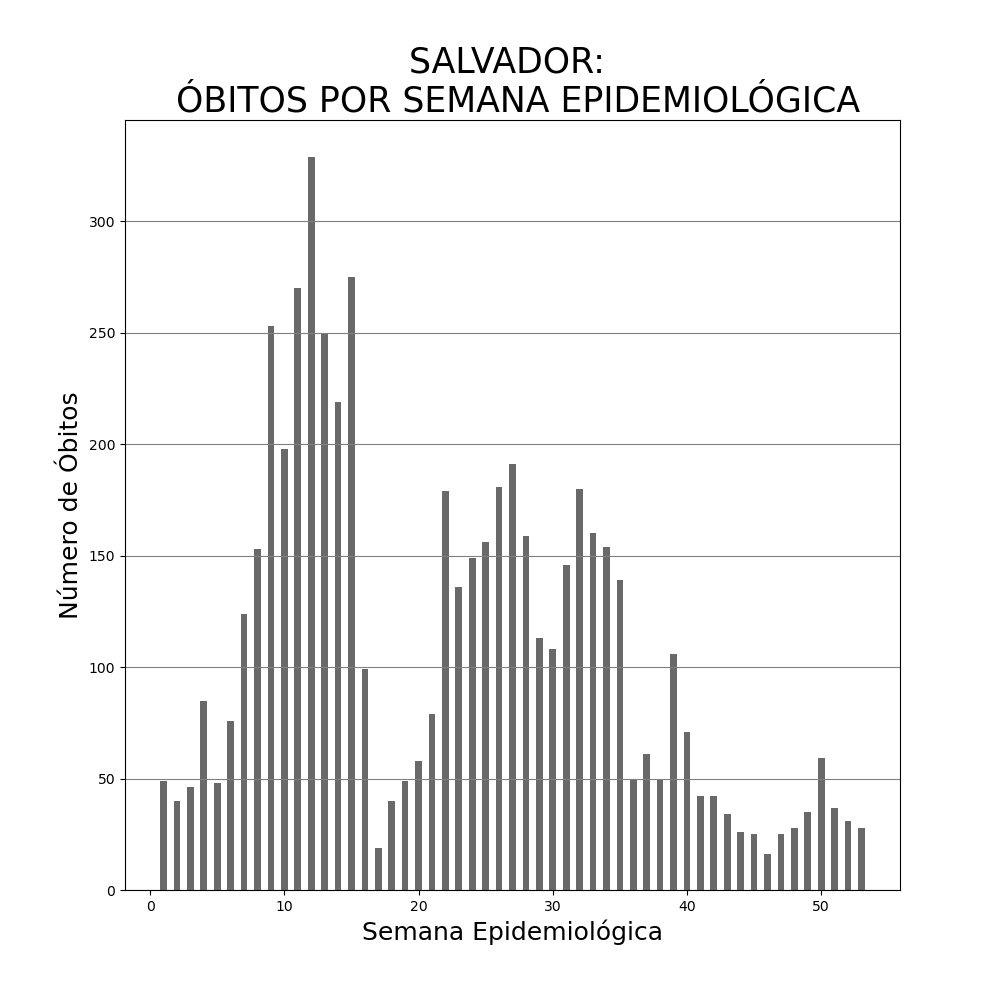 SALVADOR:
ÓBITOS POR SEMANA EPIDEMIOLÓGICA
Número de Óbitos
300
250
200
150
100
50
0
0 10 20 30 40 50
Semana Epidemiológica